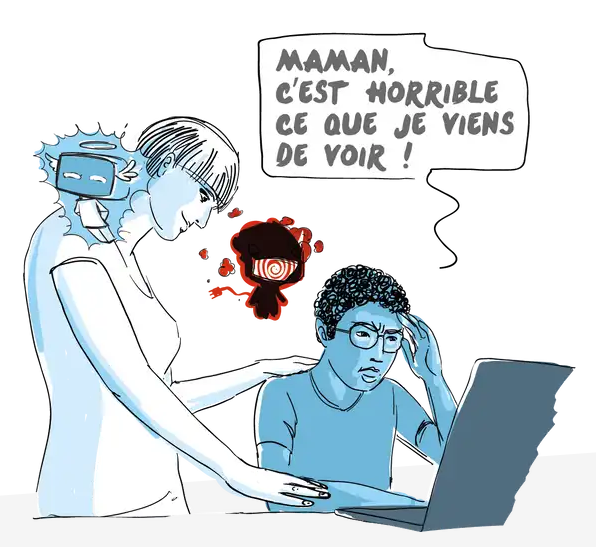 MAMAN,
C'EST HORRIBLE
CE QUE JE VIENS
DE VOIR !